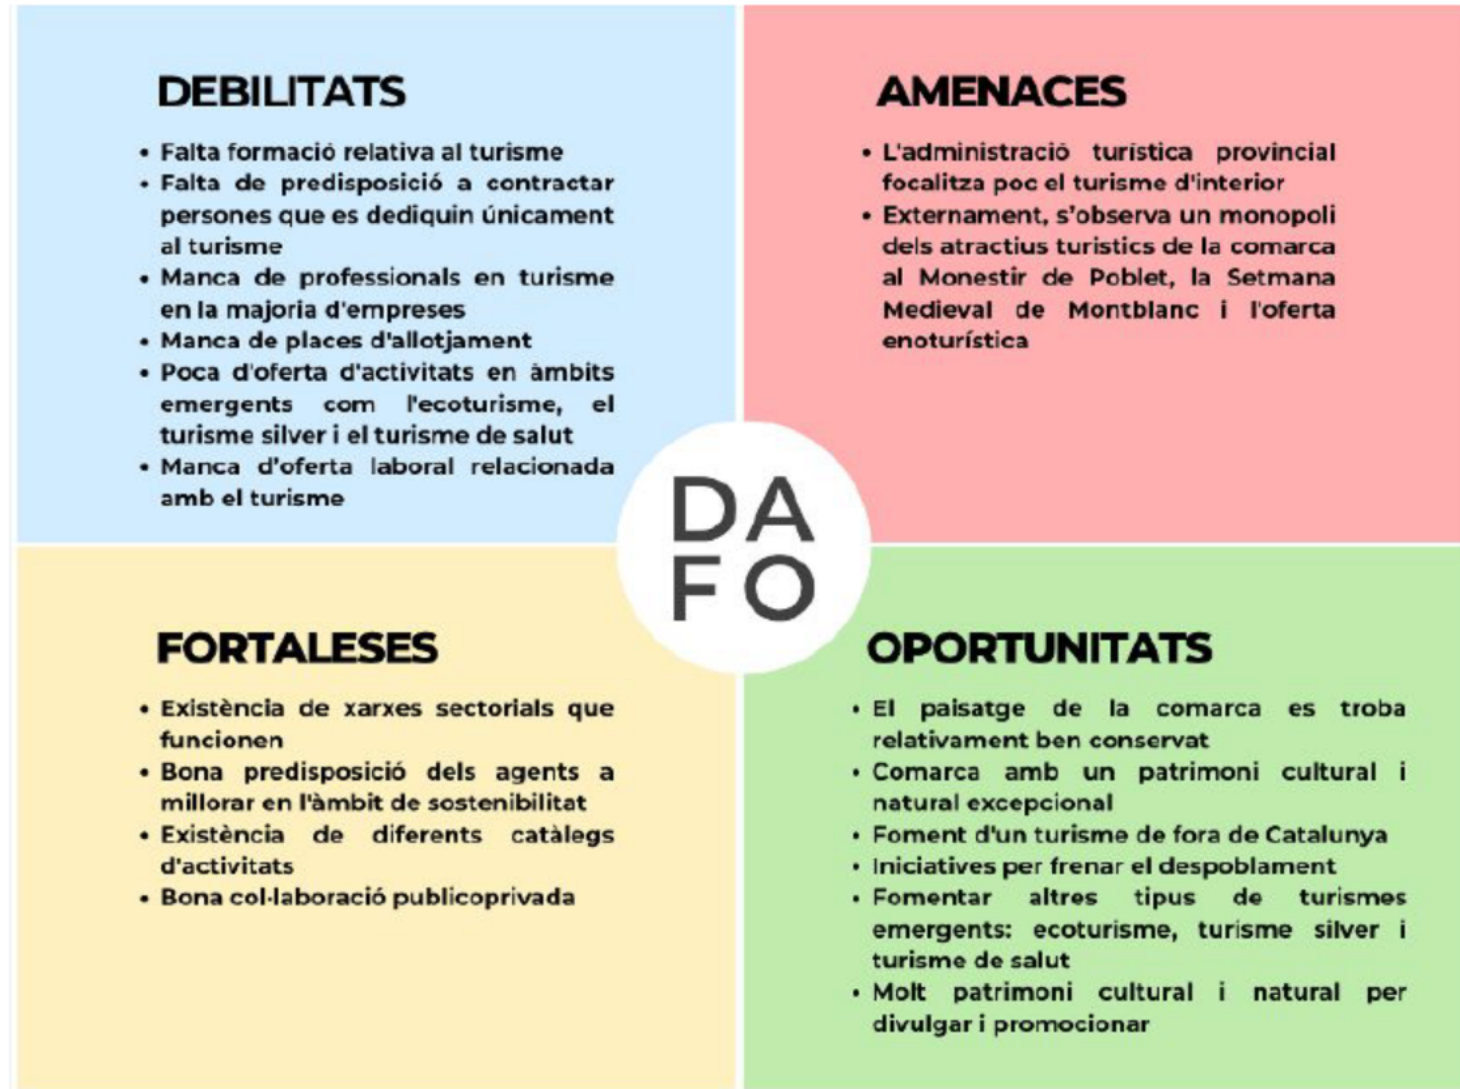 DEBILITATS
• Falta formació relativa al turisme
• Falta de predisposició a contractar
persones que es dediquin únicament
al turisme
• Manca de professionals en turisme
en la majoria d'empreses
• Manca de places d'allotjament
• Poca d'oferta d'activitats en àmbits
emergents com l'ecoturisme, el
turisme silver i el turisme de salut
• Manca d'oferta laboral relacionada
amb el turisme
AMENACES
• L'administració turística provincial
focalitza poc el turisme d'interior
• Externament, s'observa un monopoli
dels atractius turistics de la comarca
al Monestir de Poblet, la Setmana
Medieval de Montblanc i l'oferta
enoturística
DA
FO
FORTALESES
• Existència de xarxes sectorials que
funcionen
• Bona predisposició dels agents a
millorar en l'àmbit de sostenibilitat
• Existència de diferents catàlegs
d'activitats
• Bona col·laboració publicoprivada
OPORTUNITATS
• El paisatge de la comarca es troba
relativament ben conservat
• Comarca amb un patrimoni cultural i
natural excepcional
• Foment d'un turisme de fora de Catalunya
• Iniciatives per frenar el despoblament
• Fomentar altres tipus de turismes
emergents: ecoturisme, turisme silver i
turisme de salut
• Molt patrimoni cultural i natural per
divulgar i promocionar